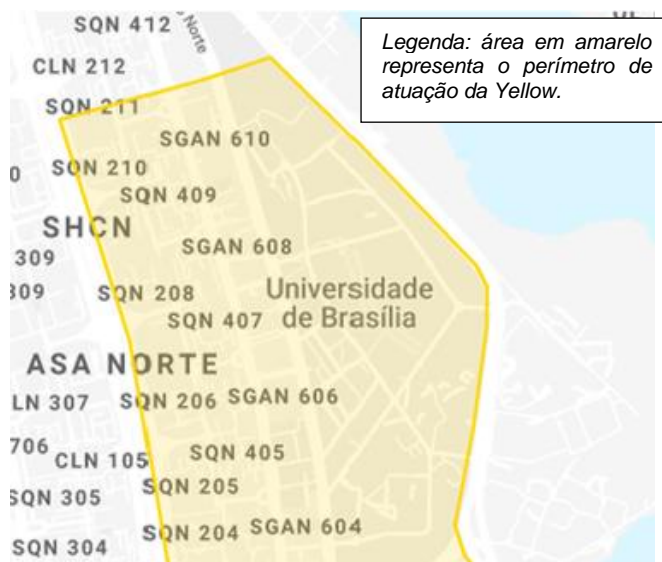 SQN 412
Norte
Legenda: área em amarelo
representa o perímetro de
atuação da Yellow.
CLN 212
SQN 211
SGAN 610
SQN 210
SQN 409
SHCN
309
SGAN 608
309
SQN 208
Universidade
de Brasília
SQN 407
ASA NORTE
LN 307
SQN 206
SGAN 606
706
CLN 105
SQN 405
SQN 305
SQN 205
SQN 204
SGAN 604
SQN 304